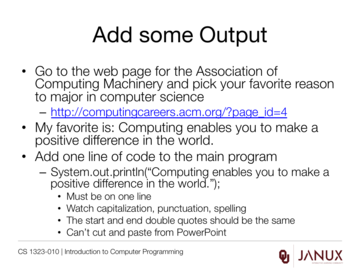 Add some Output
• Go to the web page for the Association of
Computing Machinery and pick your favorite reason
to major in computer science
– http://computingcareers.acm.org/?page_id=4
• My favorite is: Computing enables you to make a
positive difference in the world.
• Add one line of code to the main program
– System.out.println("Computing enables you to make a
positive difference in the world.");
• Must be on one line
• Watch capitalization, punctuation, spelling
• The start and end double quotes should be the same
• Can't cut and paste from PowerPoint
CS 1323-010 | Introduction to Computer Programming
JANUX